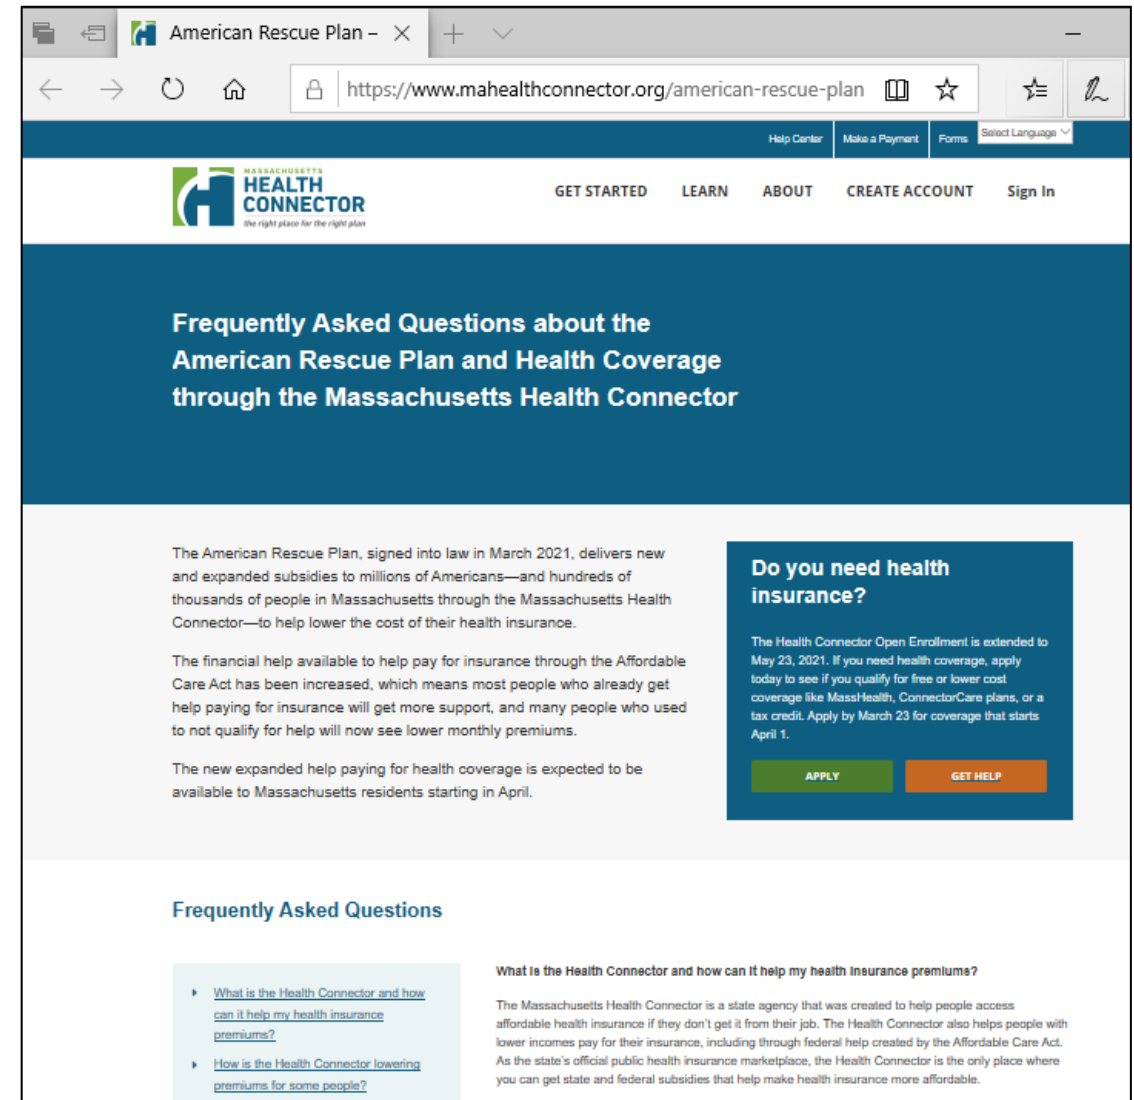 American Rescue Plan –
https://www.mahealthconnector.org/american-rescue-plan
Help Center
Make a Payment
Forms
Select Language
MASSACHUSETTS
HEALTH
CONNECTOR
the right place for the right plan
GET STARTED
LEARN
ABOUT
CREATE ACCOUNT
Sign In
Frequently Asked Questions about the
American Rescue Plan and Health Coverage
through the Massachusetts Health Connector
The American Rescue Plan, signed into law in March 2021, delivers new
and expanded subsidies to millions of Americans—and hundreds of
thousands of people in Massachusetts through the Massachusetts Health
Connector—to help lower the cost of their health insurance.
The financial help available to help pay for insurance through the Affordable
Care Act has been increased, which means most people who already get
help paying for insurance will get more support, and many people who used
to not qualify for help will now see lower monthly premiums.
The new expanded help paying for health coverage is expected to be
available to Massachusetts residents starting in April.
Do you need health
insurance?
The Health Connector Open Enrollment is extended to
May 23, 2021. If you need health coverage, apply
today to see if you qualify for free or lower cost
coverage like MassHealth, ConnectorCare plans, or a
tax credit. Apply by March 23 for coverage that starts
April 1.
APPLY
GET HELP
Frequently Asked Questions
What is the Health Connector and how
can it help my health insurance
premiums?
How is the Health Connector lowering
premiums for some people?
What is the Health Connector and how can it help my health insurance premiums?
The Massachusetts Health Connector is a state agency that was created to help people access
affordable health insurance if they don't get it from their job. The Health Connector also helps people with
lower incomes pay for their insurance, including through federal help created by the Affordable Care Act.
As the state's official public health insurance marketplace, the Health Connector is the only place where
you can get state and federal subsidies that help make health insurance more affordable.